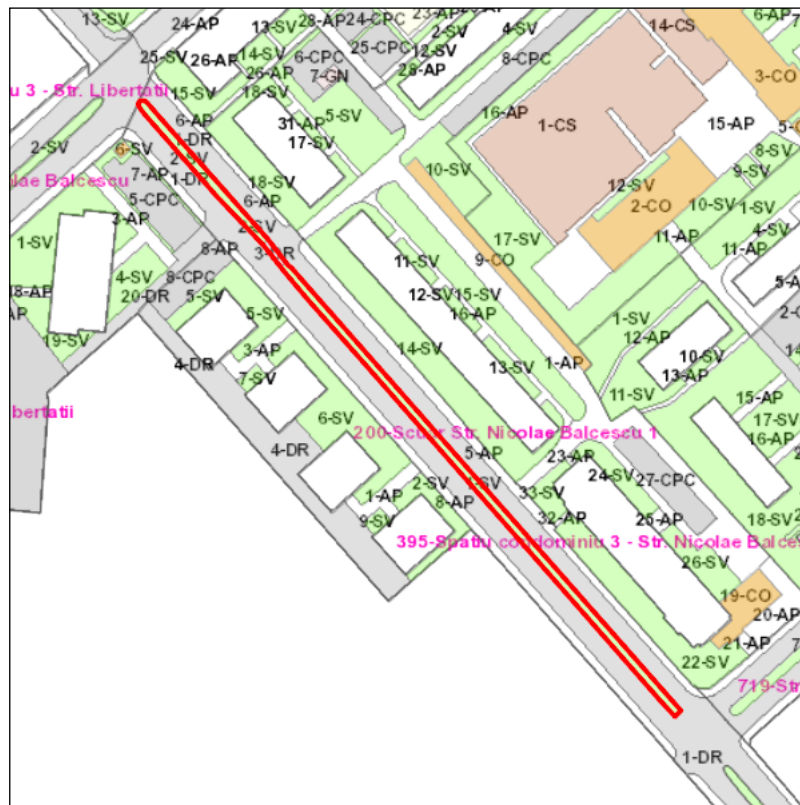 13-SV
24-AP
13-SV
28-AP
24-CPC
23-AP
2-SV
4-SV
14-CS
6-AP
25-SV
26-AP
14-SV
6-CPC
25-CPC
12-SV
8-CPC
3-CO
26-AP
7-GN
28-AP
u 3 - Str. Libertatii
15-SV
18-SV
5-SV
16-AP
6-AP
31-AP
1-CS
15-AP
1-DR
17-SV
2-SV
6-SV
2-SV
8-SV
7-AP
1-DR
10-SV
9-SV
olae Balcescu
5-CPC
18-SV
12-SV
3-AP
6-AP
2-CO
10-SV
1-SV
2-SV
4-SV
1-SV
8-AP
3-DR
17-SV
11-AP
11-AP
11-SV
9-CO
4-SV
8-CPC
18-AP
20-DR
5-SV
12-SV
15-SV
AP
5-SV
16-AP
1-SV
12-AP
19-SV
3-AP
14-SV
4-DR
7-SV
13-SV
1-AP
10-SV
13-AP
11-SV
15-AP
ibertatii
6-SV
17-SV
200-Scuar Str. Nicolae Balcescu 1
16-AP
4-DR
5-AP
23-AP
24-SV
2-SV
1-SV
27-CPC
1-AP
8-AP
33-SV
9-SV
32-AP
25-AP
18-SV
395-Spatiu condominiu 3 - Str. Nicolae Balce
26-SV
19-CO
20-AP
21-AP
22-SV
719-Str
1-DR